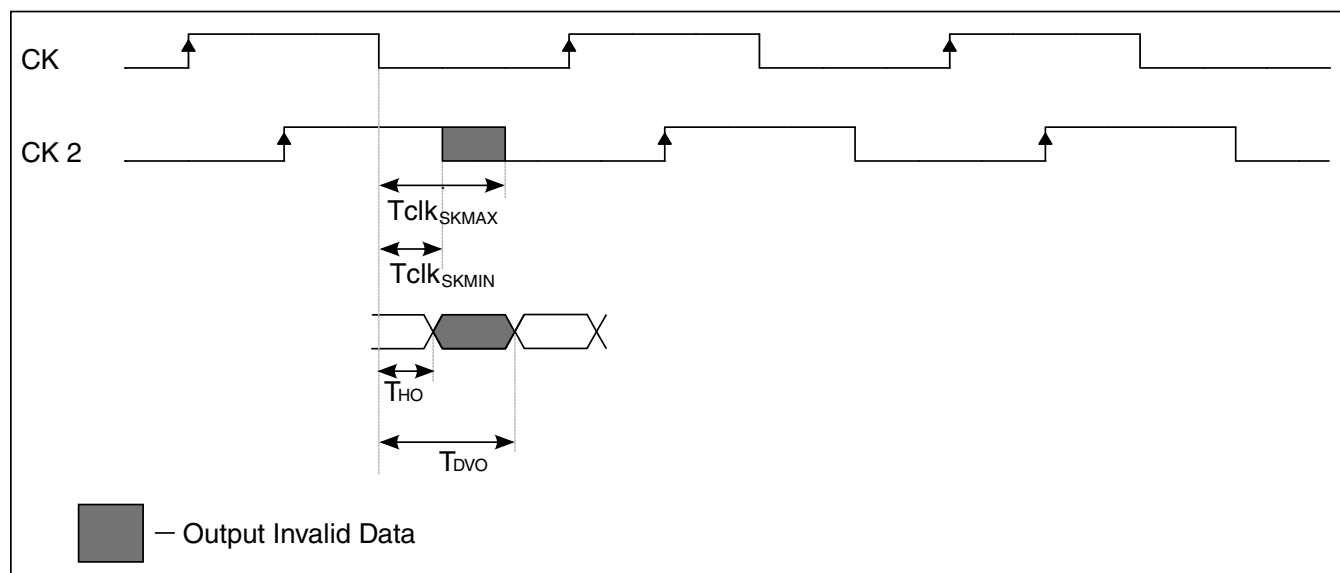 CK
CK 2
TclkSKMAX
TclkSKMIN
THO
TDVO
— Output Invalid Data